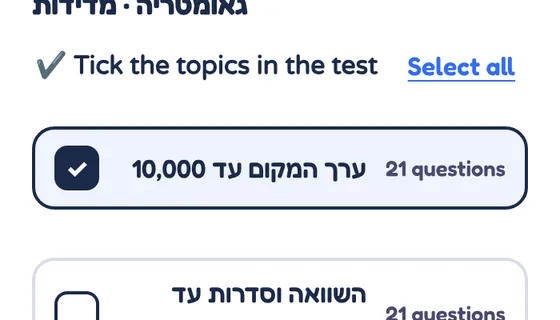 גאומטריה · מדידות
✔ Tick the topics in the test Select all
ערך המקום עד 10,000 21 questions
השוואה וסדרות עד
21 questions